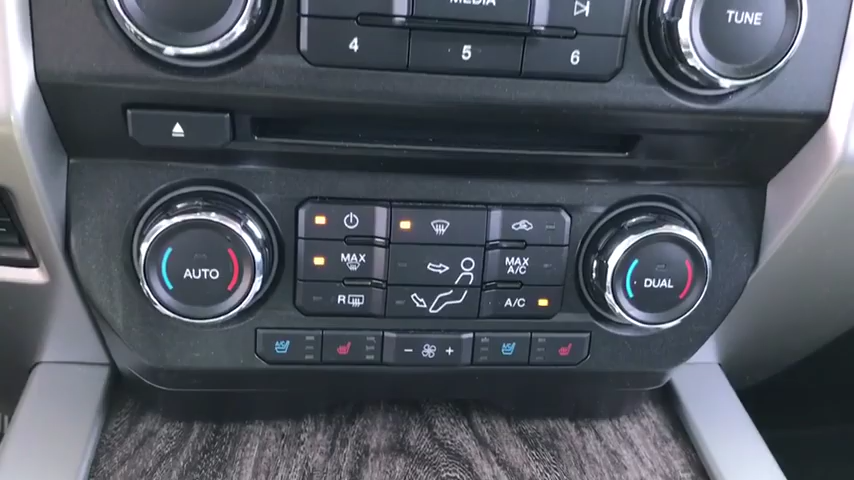 MEDIA
4 5 6
TUNE
AUTO
MAX
MAX A/C
R
A/C
DUAL
A/C - + A/C